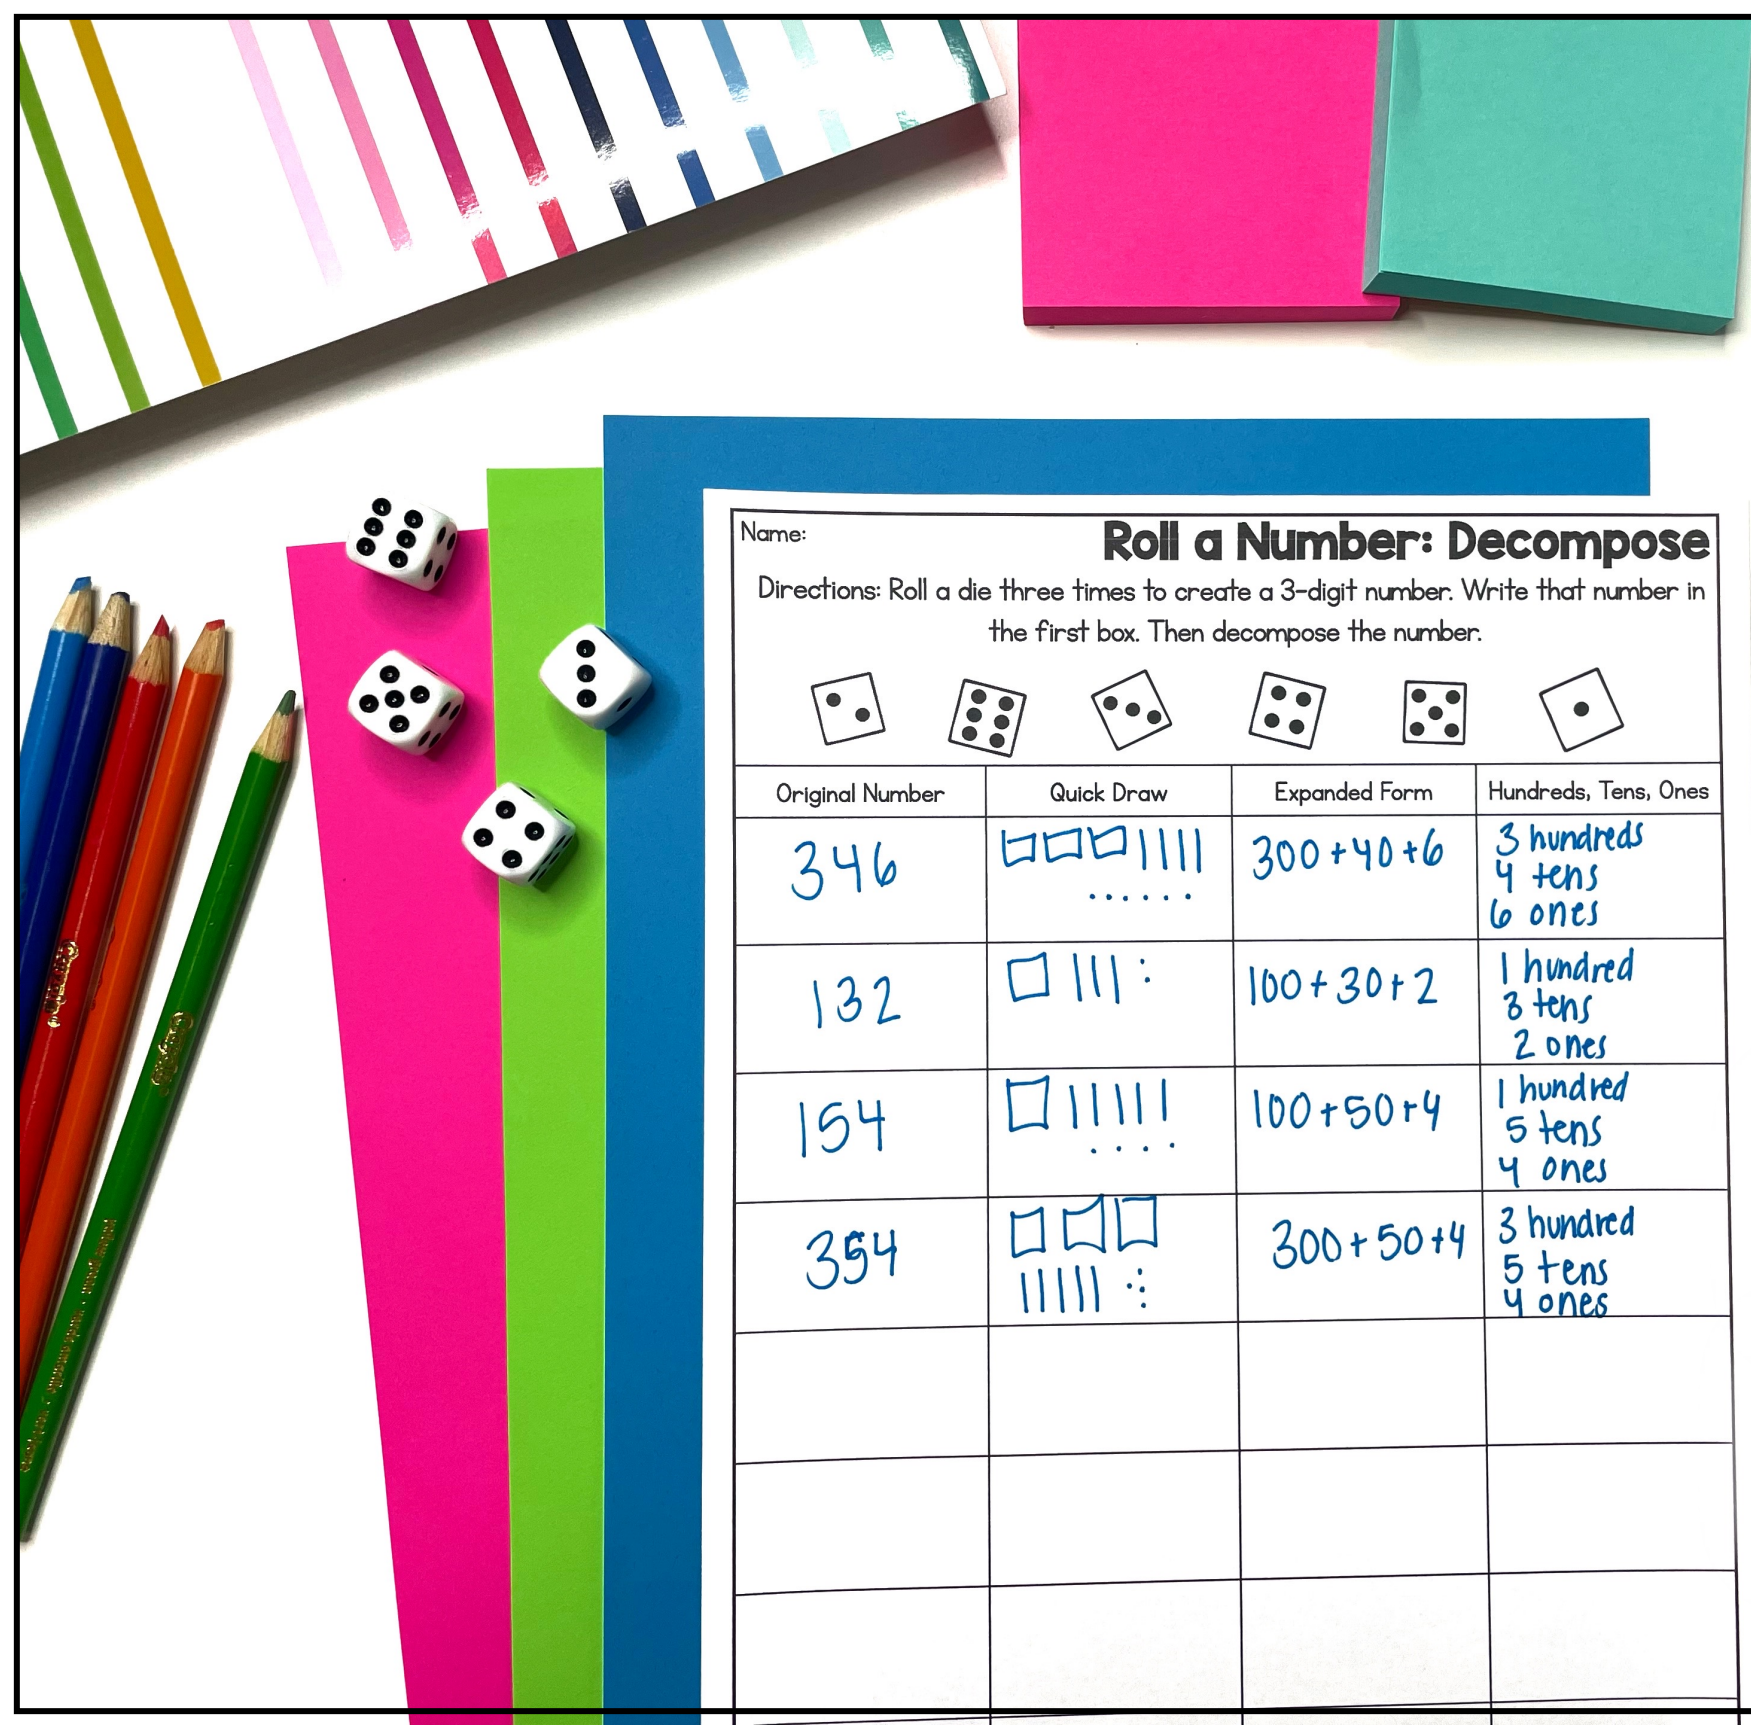 Name:
Roll a Number: Decompose
Directions: Roll a die three times to create a 3-digit number. Write that number in
the first box. Then decompose the number.
Original Number
Quick Draw
Expanded Form
Hundreds, Tens, Ones
346
300+40+6
3 hundreds
4 tens
6 ones
132
100+30+2
1 hundred
3 tens
2 ones
154
100+50+4
1 hundred
5 tens
4 ones
354
300+50+4
3 hundred
5 tens
4 ones
Crayola
Crayola